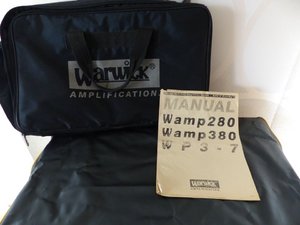 Warwick®
AMPLIFICATION
MANUAL
Wamp280
Wamp380
WP3-7
Warwick